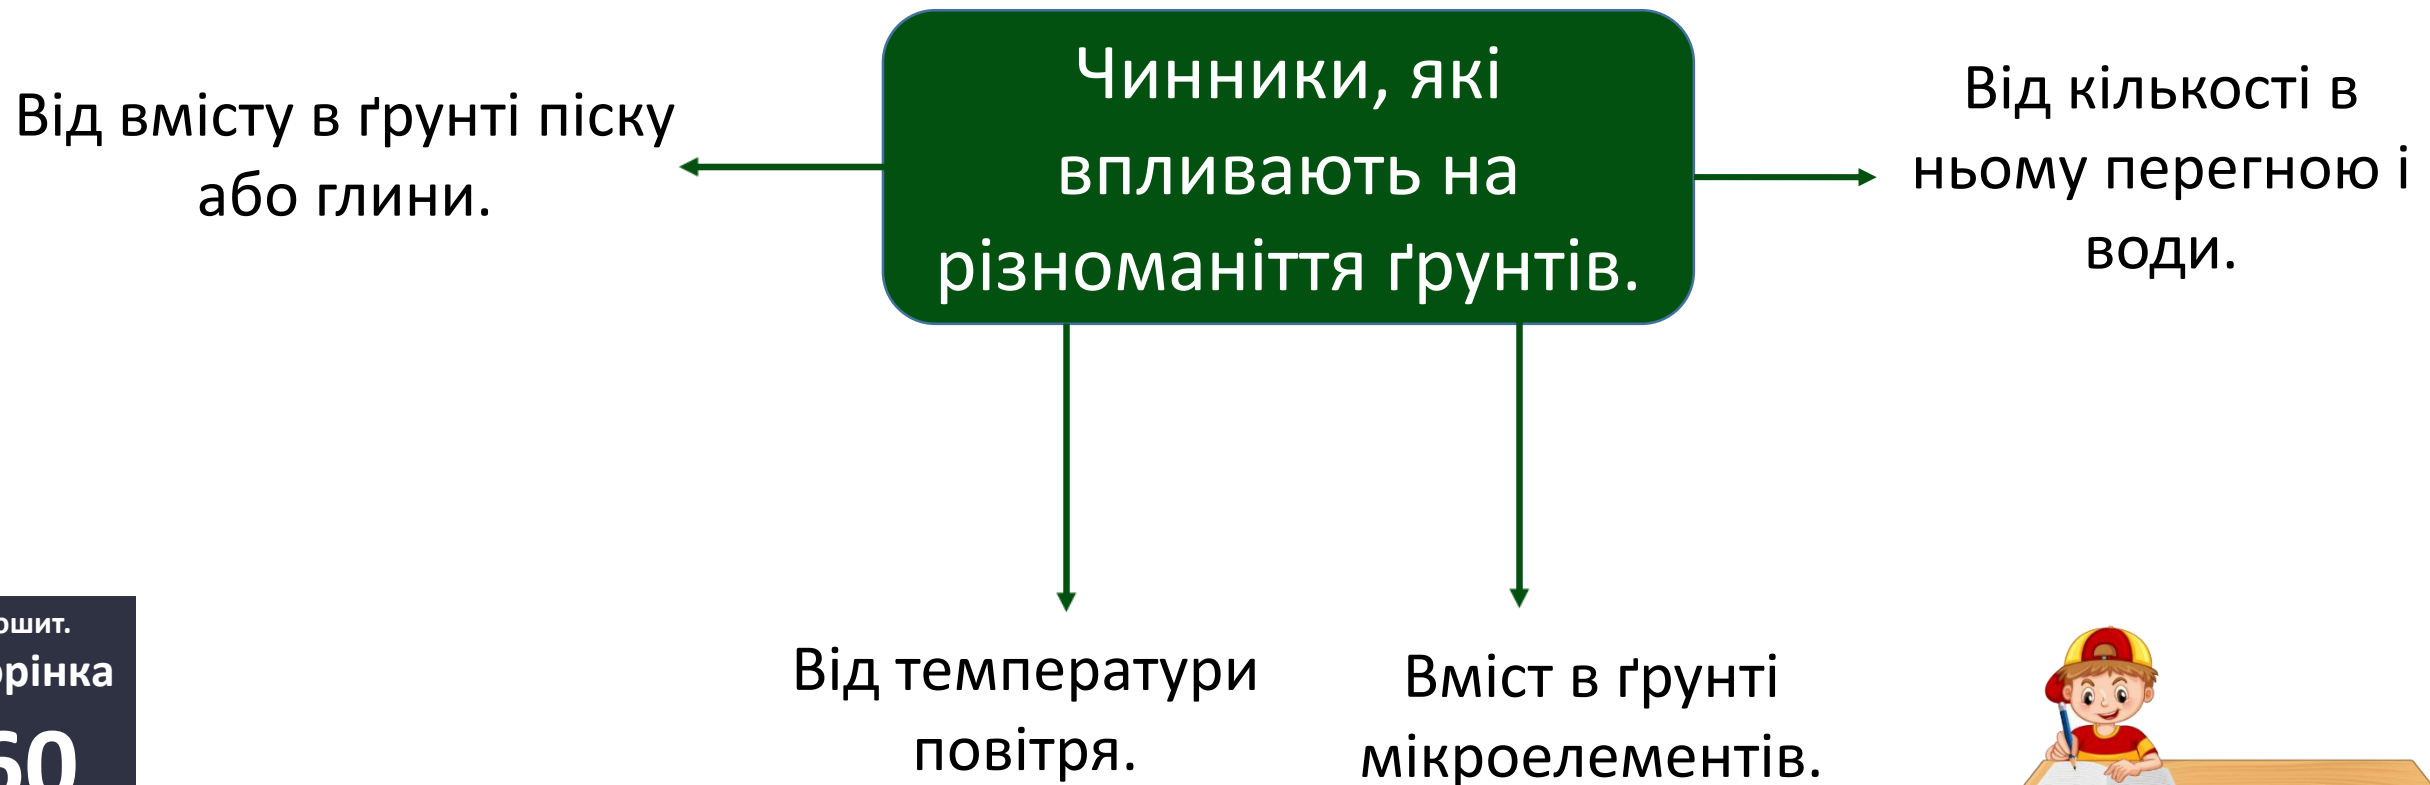 Чинники, які
впливають на
різноманіття ґрунтів.
Від вмісту в ґрунті піску
або глини.
Від кількості в
ньому перегною і
води.
Від температури
повітря.
Вміст в ґрунті
мікроелементів.